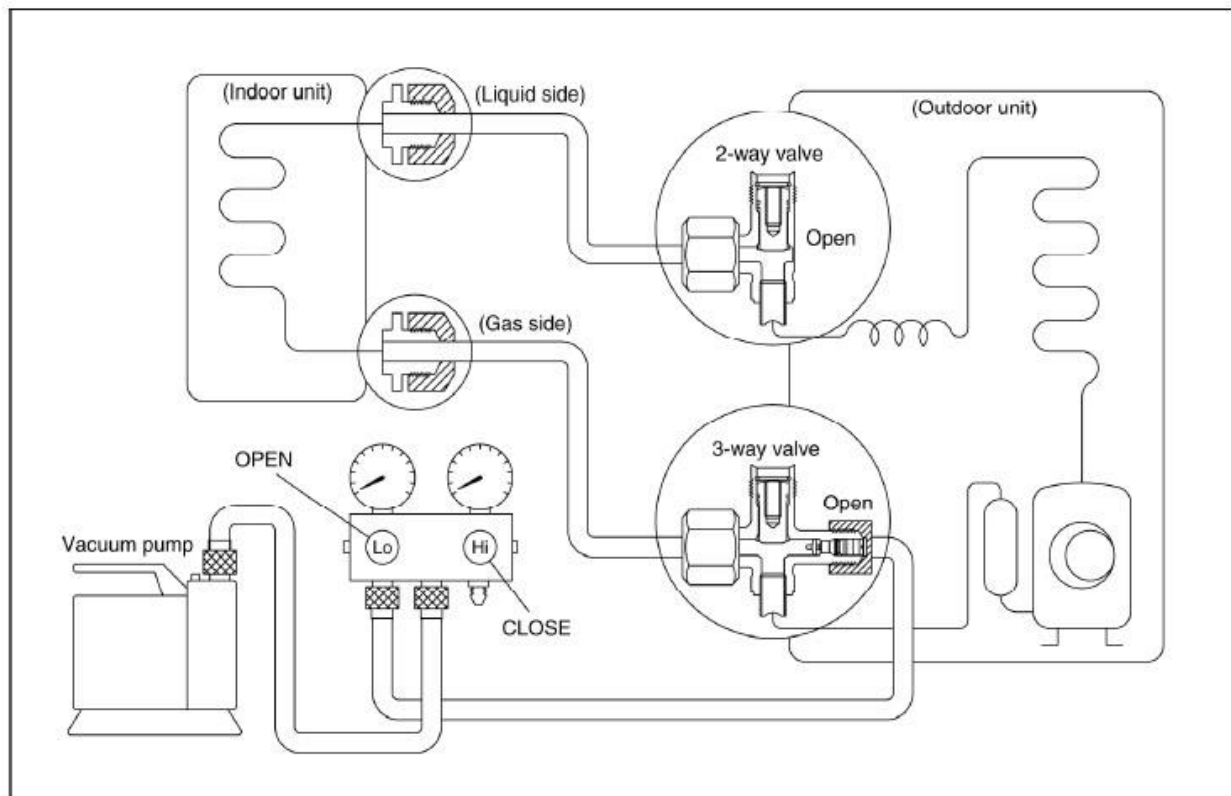 (Indoor unit)
(Liquid side)
(Outdoor unit)
2-way valve
Open
(Gas side)
3-way valve
Open
OPEN
Lo
Hi
Vacuum pump
CLOSE